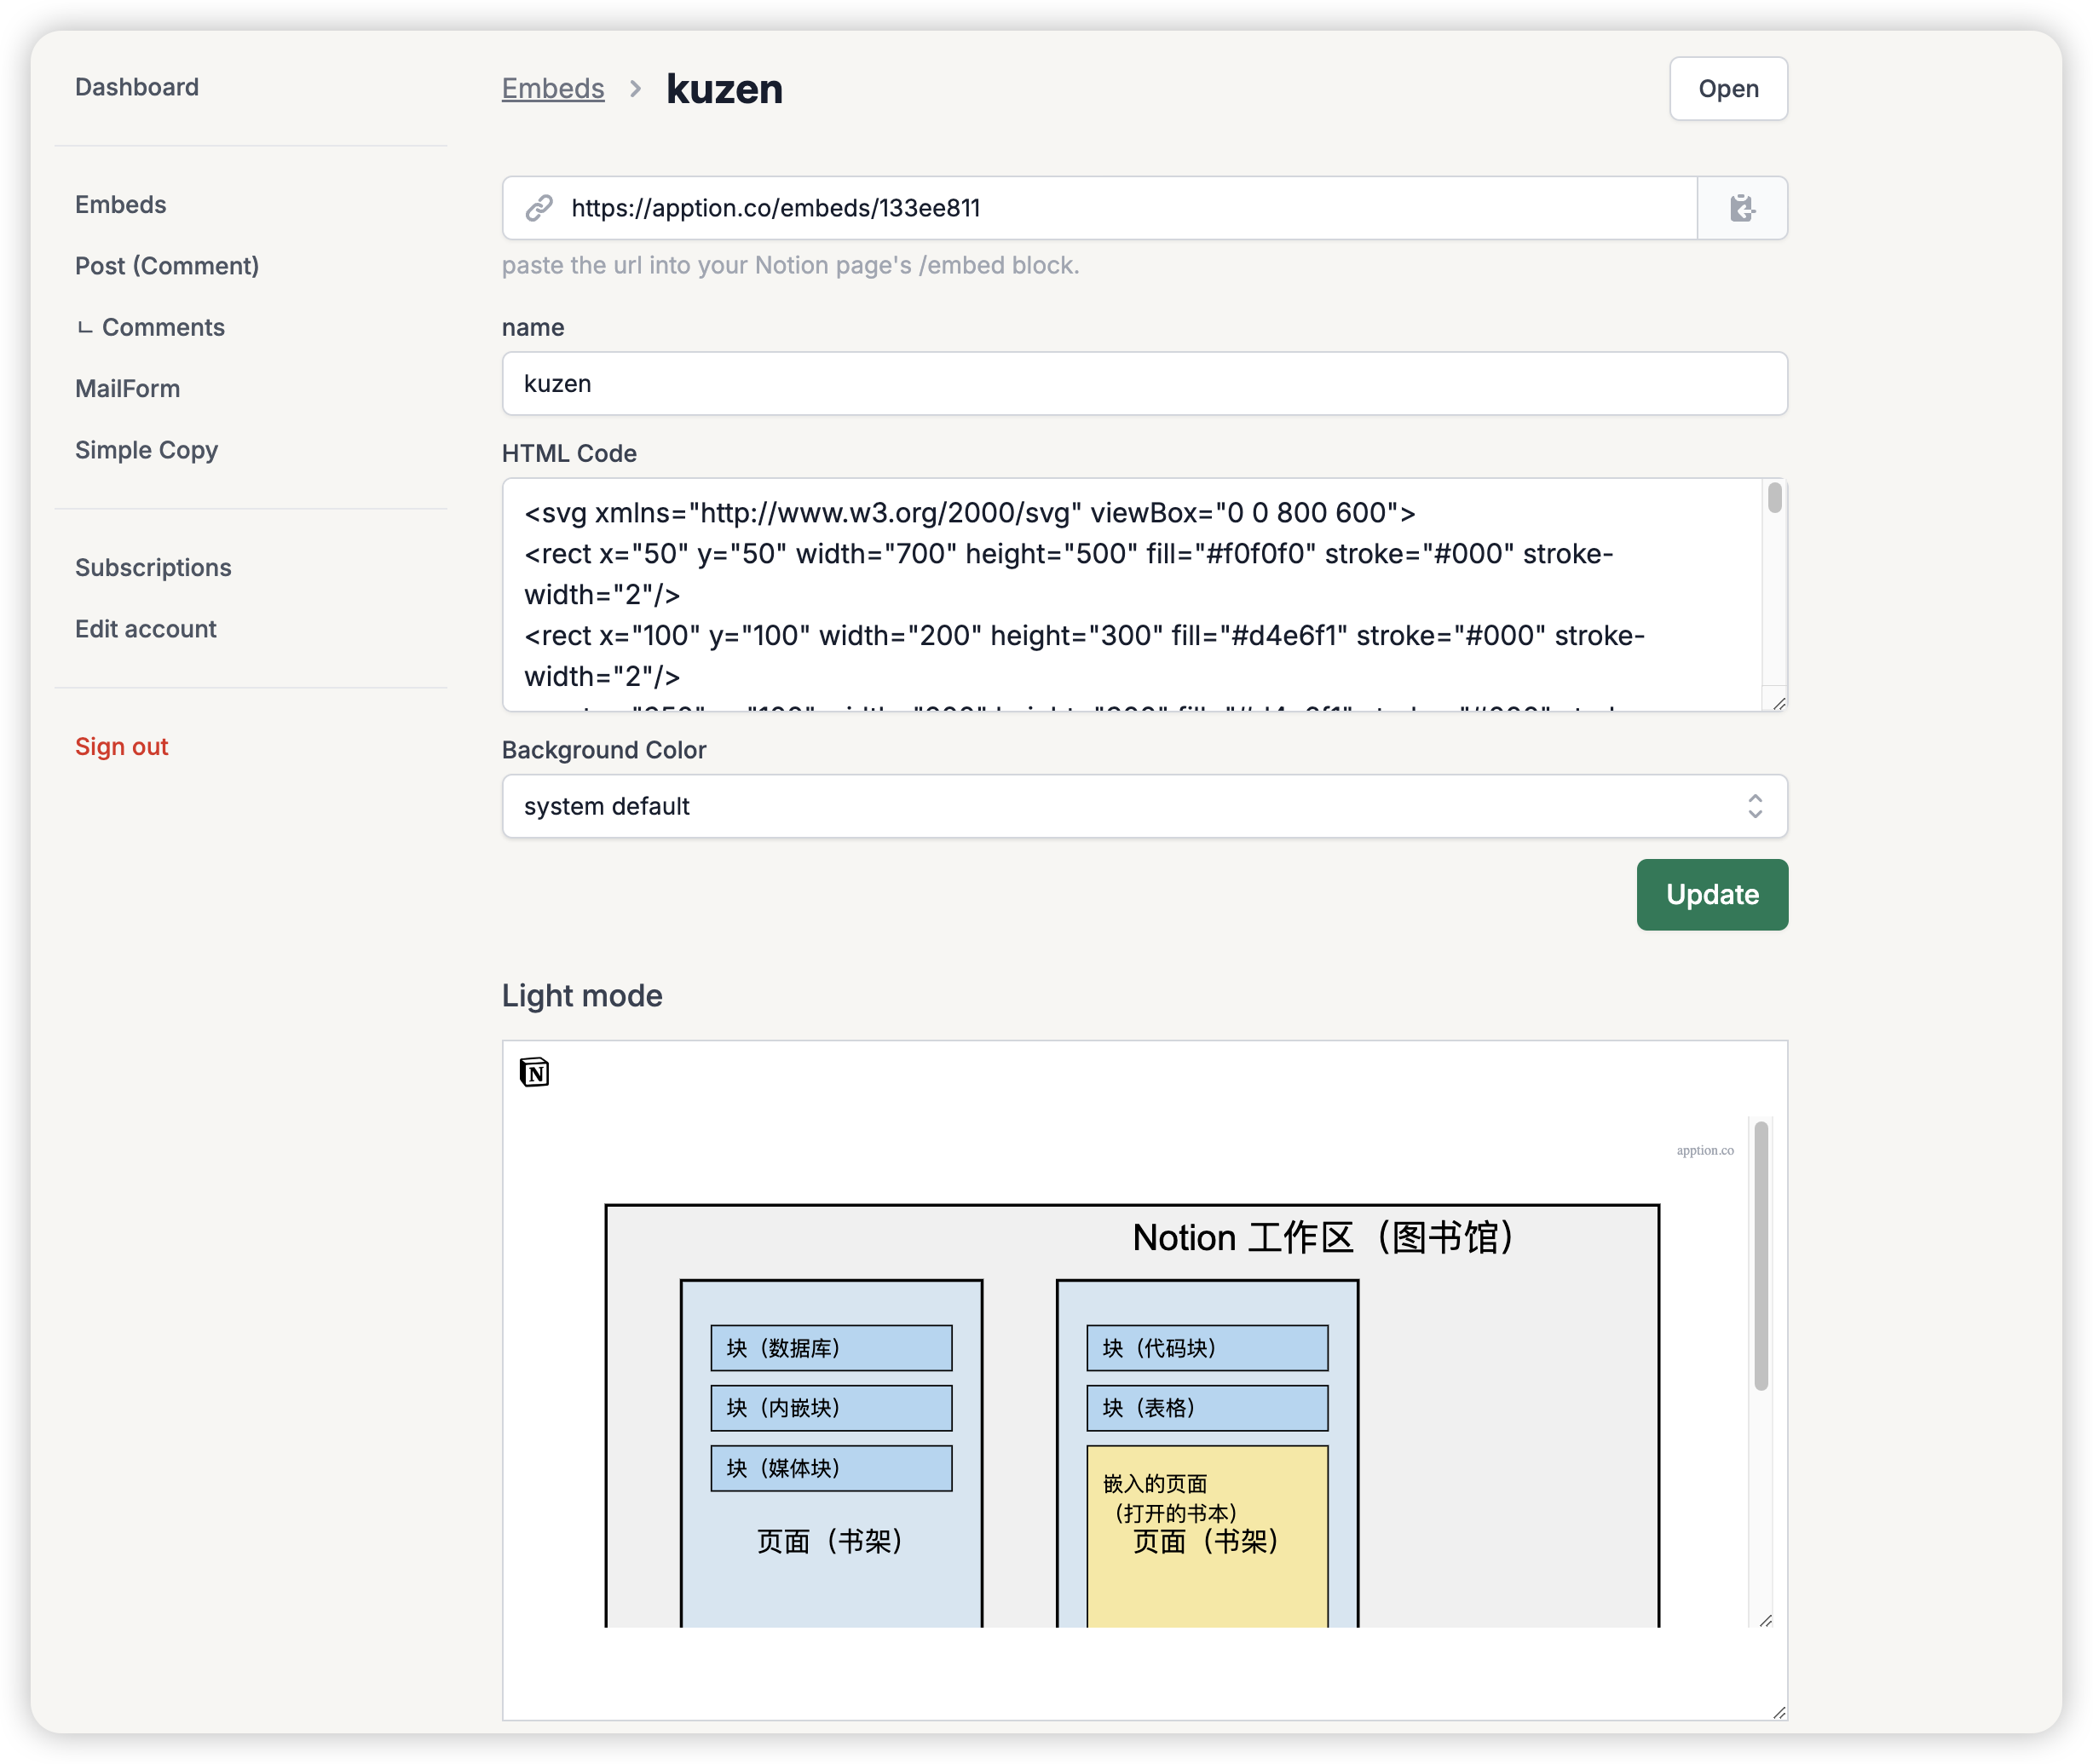 Dashboard
Embeds
Post (Comment)
Comments
MailForm
Simple Copy
Subscriptions
Edit account
Sign out
Embeds > kuzen
Open
https://apption.co/embeds/133ee811
paste the url into your Notion page's /embed block.
name
kuzen
HTML Code
<svg xmlns="http://www.w3.org/2000/svg" viewBox="0 0 800 600">
<rect x="50" y="50" width="700" height="500" fill="#f0f0f0" stroke="#000" stroke-
width="2"/>
<rect x="100" y="100" width="200" height="300" fill="#d4e6f1" stroke="#000" stroke-
width="2"/>
Background Color
system default
Update
Light mode
N
apption.co
Notion 工作区（图书馆）
块（数据库）
块（内嵌块）
块（媒体块）
页面（书架）
块（代码块）
块（表格）
嵌入的页面
（打开的书本）
页面（书架）